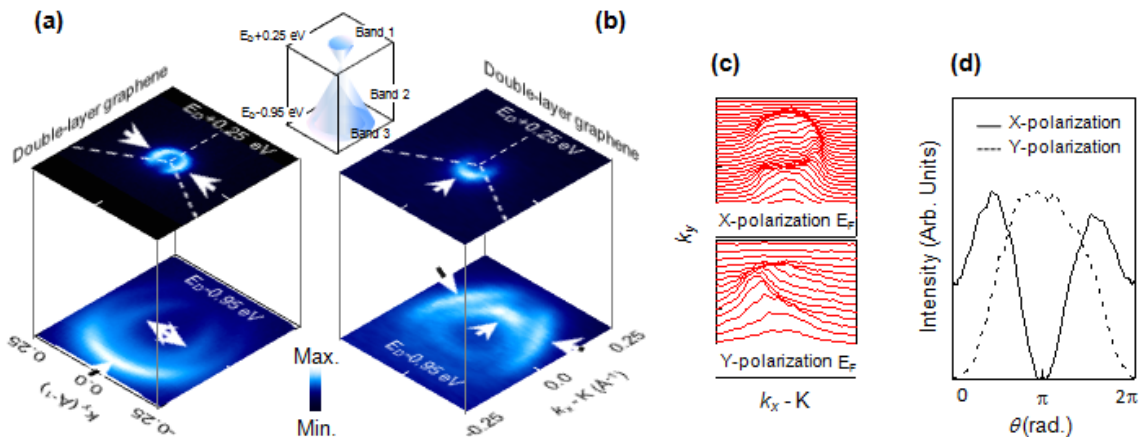 (a)
E_D+0.25 eV
Band 1
Band 2
Band 3
E_D-0.95 eV
Double-layer graphene
E_D+0.25 eV
E_D-0.95 eV
0.25
0.0
-0.25
k_y (A⁻¹)
Max.
Min.
(b)
Double-layer graphene
E_D+0.25 eV
E_D-0.95 eV
-0.25
0.0
0.25
k_x - K (A⁻¹)
(c)
k_y
X-polarization E_F
Y-polarization E_F
k_x - K
(d)
X-polarization
Y-polarization
Intensity (Arb. Units)
0
π
2π
θ(rad.)